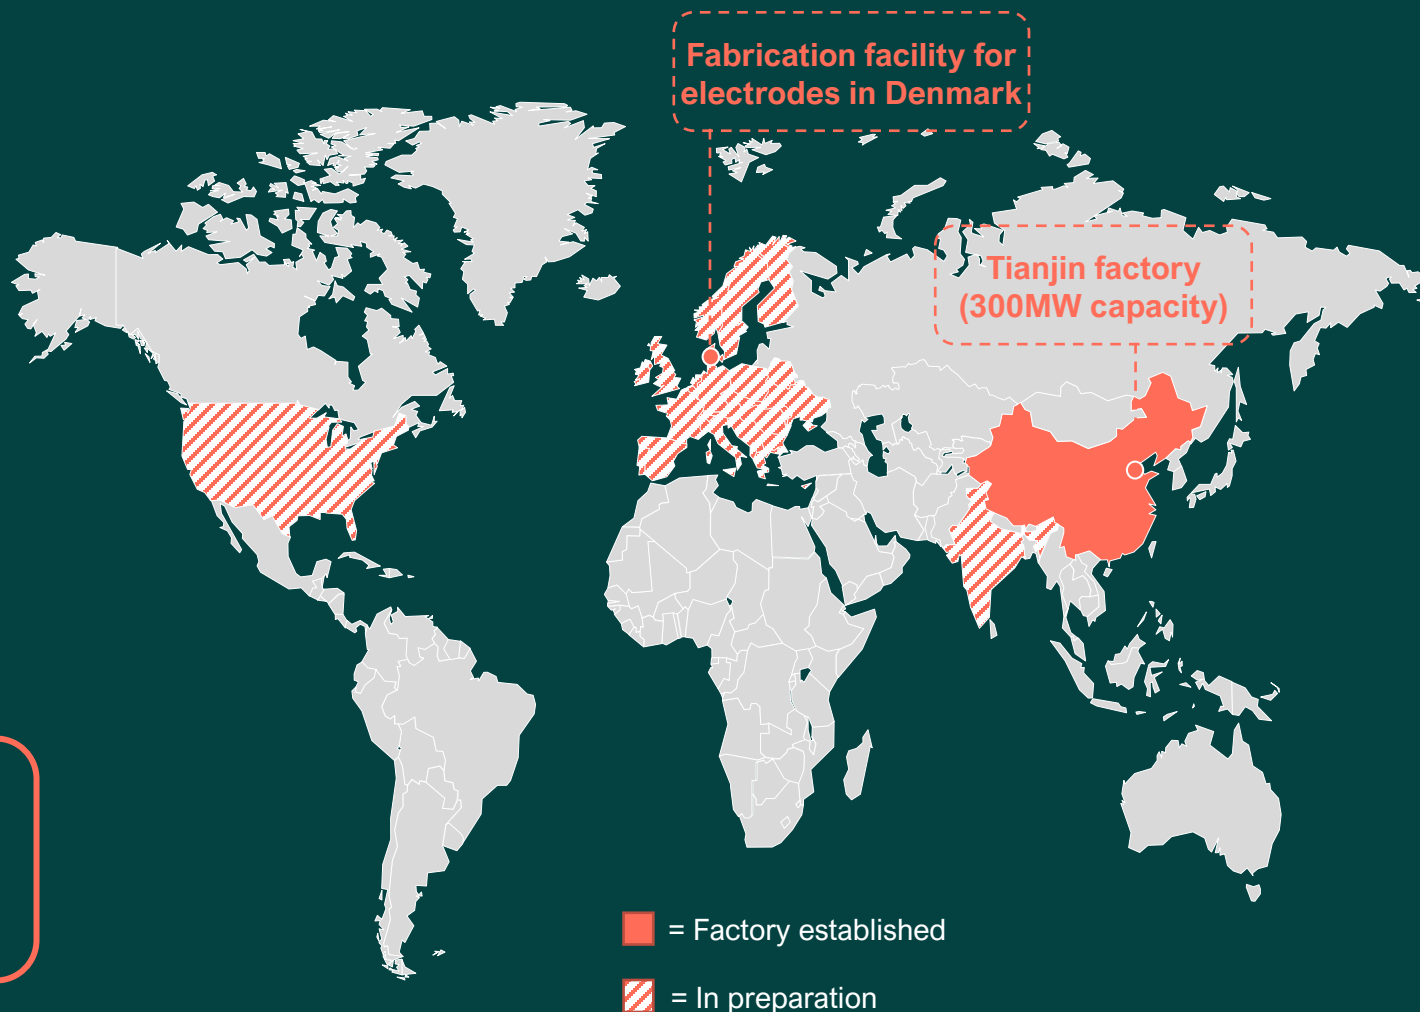 Fabrication facility for
electrodes in Denmark
Tianjin factory
(300MW capacity)
= Factory established
= In preparation